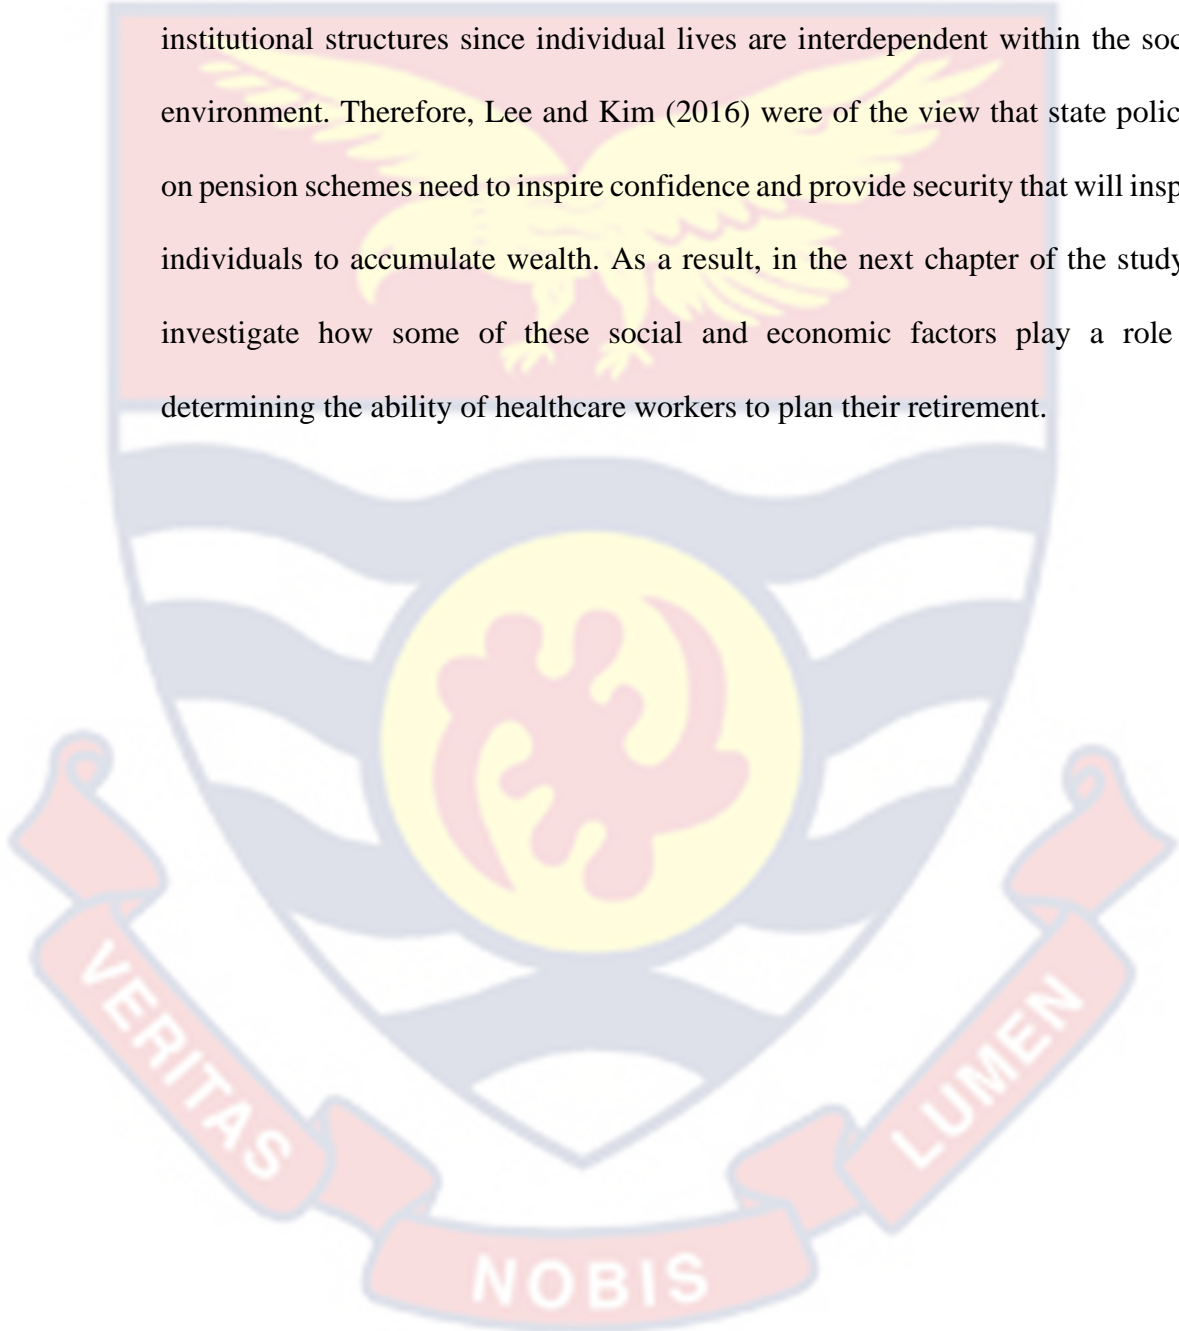 institutional structures since individual lives are interdependent within the soc
environment. Therefore, Lee and Kim (2016) were of the view that state polic
on pension schemes need to inspire confidence and provide security that will insp
individuals to accumulate wealth. As a result, in the next chapter of the study
investigate how some of these social and economic factors play a role
determining the ability of healthcare workers to plan their retirement.
VERITAS
NOBIS
LUMEN